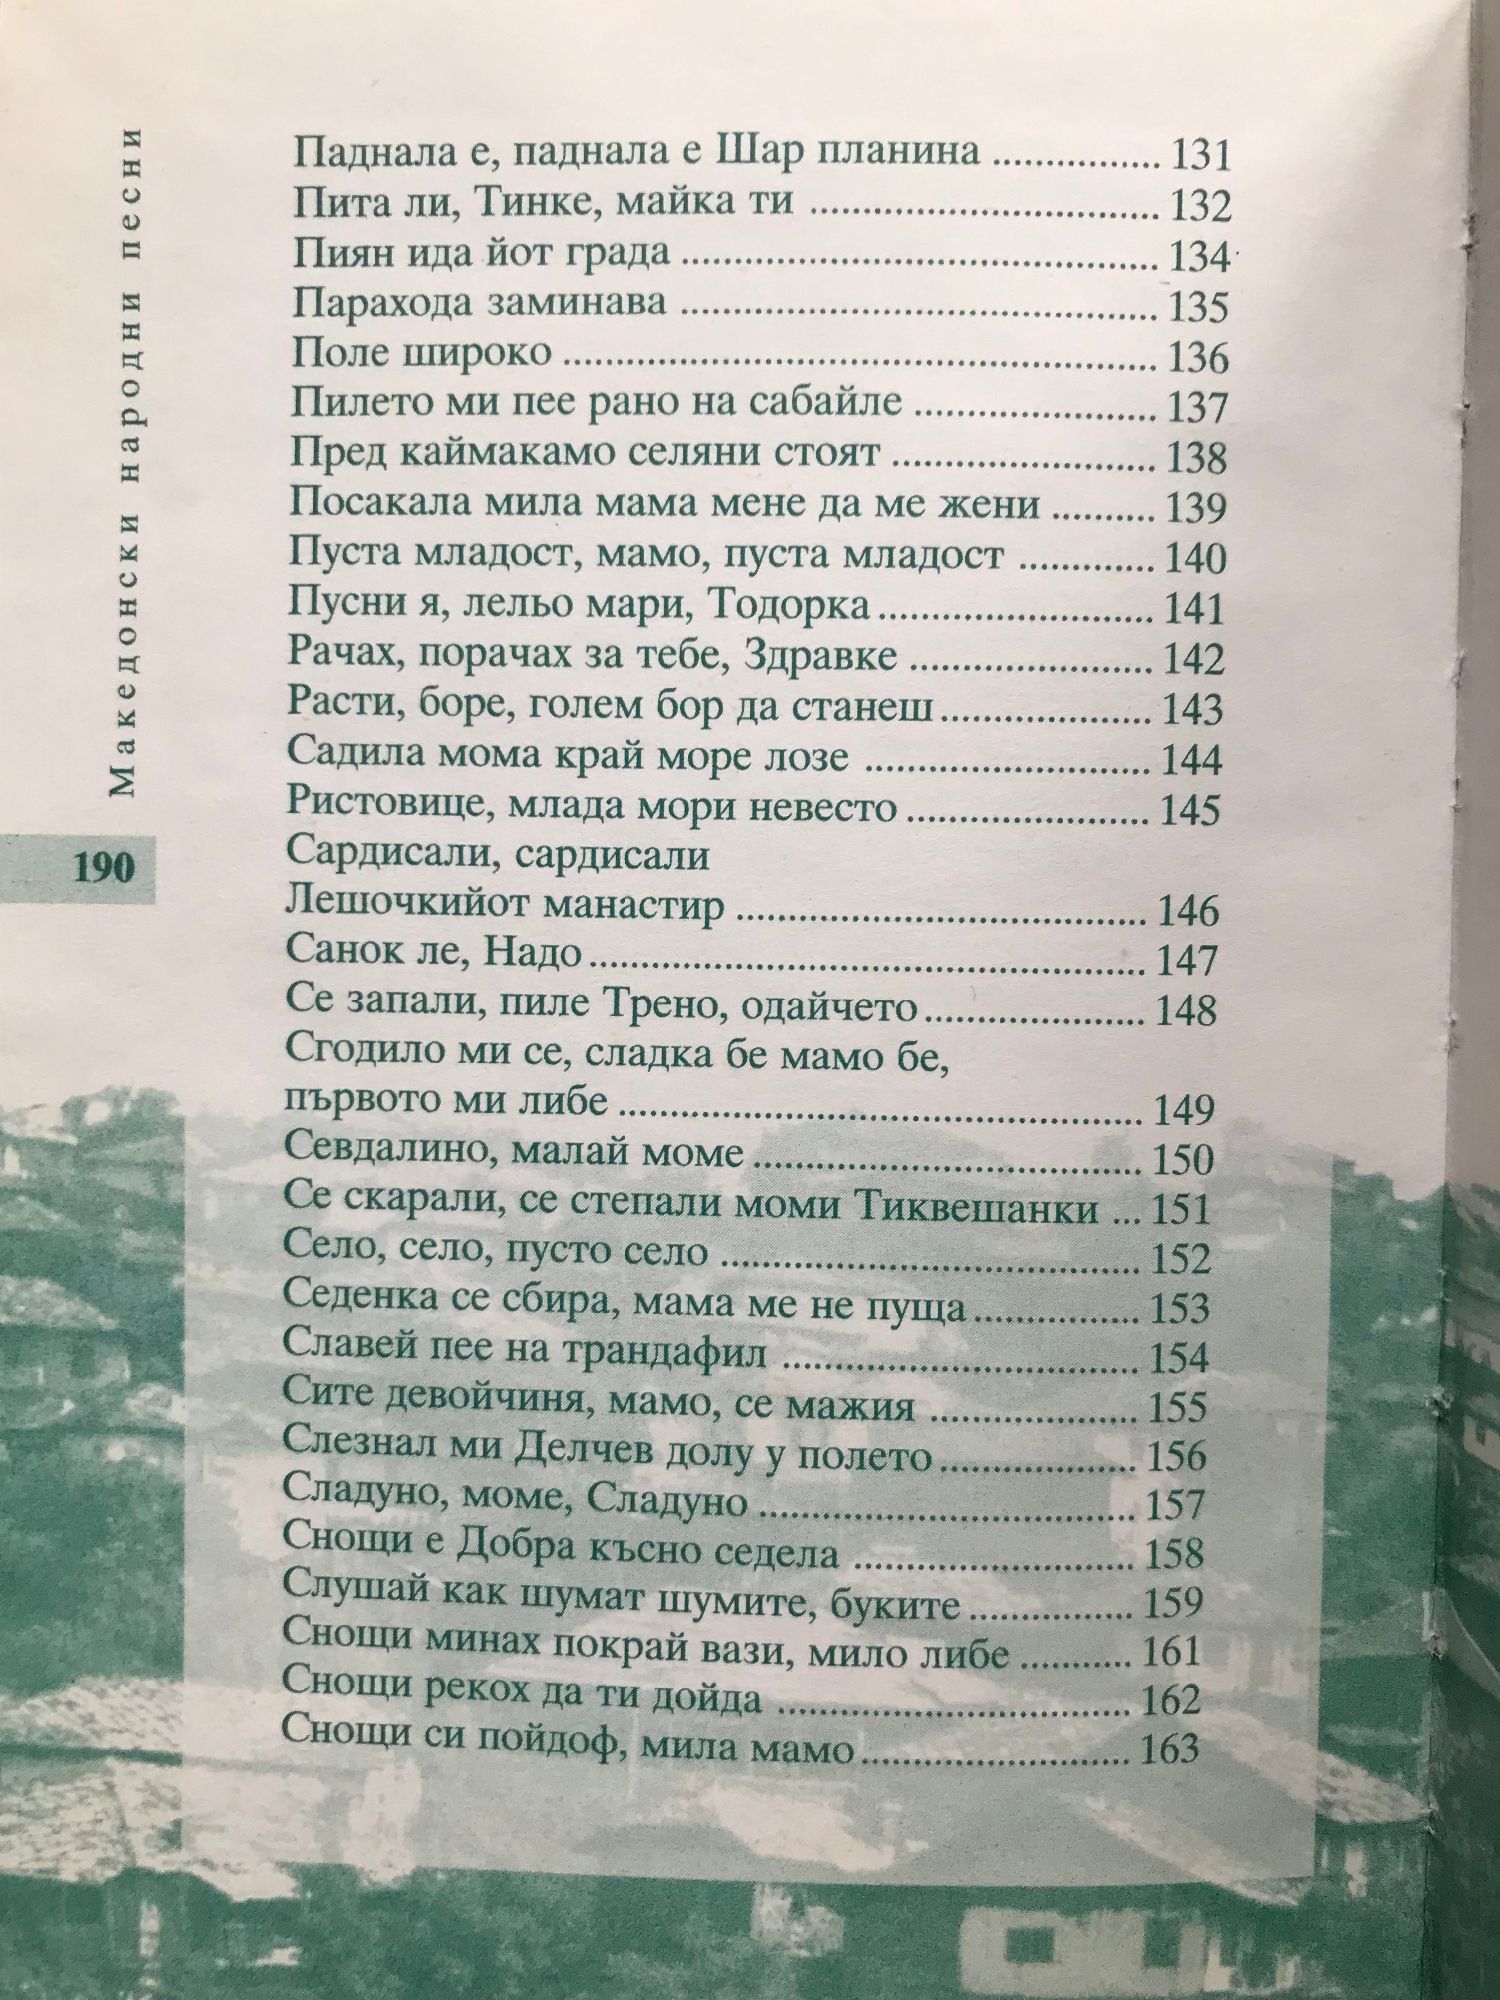 Македонски народни песни
190
Паднала е, паднала е Шар планина ................ 131
Пита ли, Тинке, майка ти .................................. 132
Пиян ида йот града .............................................. 134
Парахода заминава .............................................. 135
Поле широко ......................................................... 136
Пилето ми пее рано на сабайле ....................... 137
Пред каймакамо селяни стоят ......................... 138
Посакала мила мама мене да ме жени .......... 139
Пуста младост, мамо, пуста младост ............. 140
Пусни я, лельо мари, Тодорка .......................... 141
Рачах, порачах за тебе, Здравке ....................... 142
Расти, боре, голем бор да станеш .................... 143
Садила мома край море лозе ........................... 144
Ристовице, млада мори невесто ....................... 145
Сардисали, сардисали
Лешочкийот манастир ....................................... 146
Санок ле, Надо ..................................................... 147
Се запали, пиле Трено, одайчето ..................... 148
Сгодило ми се, сладка бе мамо бе,
първото ми либе .................................................. 149
Севдалино, малай моме ..................................... 150
Се скарали, се степали моми Тиквешанки ... 151
Село, село, пусто село ........................................ 152
Седенка се сбира, мама ме не пуща ................ 153
Славей пее на трандафил .................................. 154
Сите девойчиня, мамо, се мажия .................... 155
Слезнал ми Делчев долу у полето ................... 156
Сладуно, моме, Сладуно .................................... 157
Снощи е Добра късно седела ........................... 158
Слушай как шумат шумите, буките ................ 159
Снощи минах покрай вази, мило либе ........... 161
Снощи рекох да ти дойда .................................. 162
Снощи си пойдоф, мила мамо .......................... 163